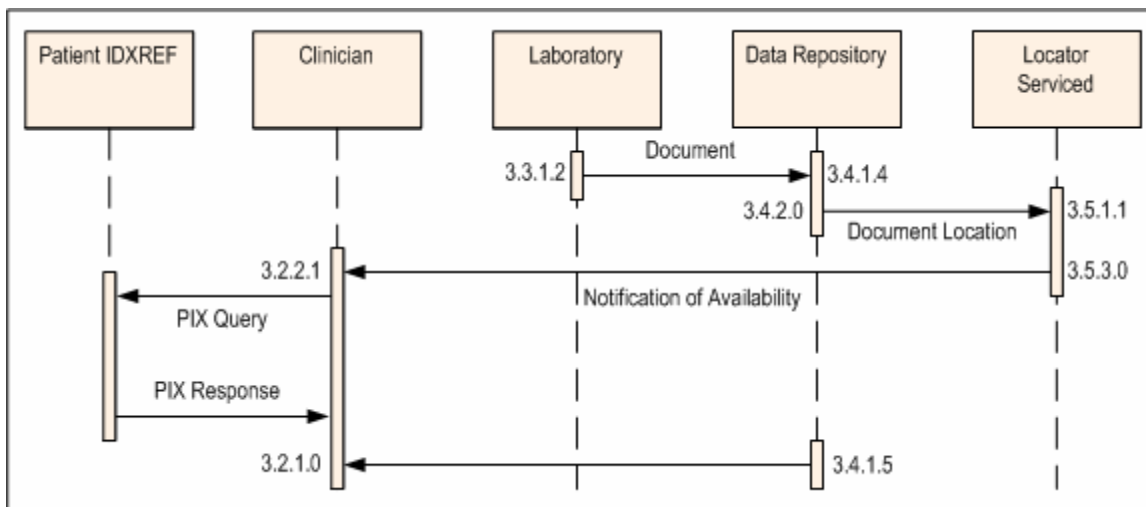 Patient IDXREF
Clinician
Laboratory
Data Repository
Locator
Serviced
Document
3.3.1.2
3.4.1.4
3.4.2.0
3.5.1.1
Document Location
3.2.2.1
3.5.3.0
Notification of Availability
PIX Query
PIX Response
3.2.1.0
3.4.1.5